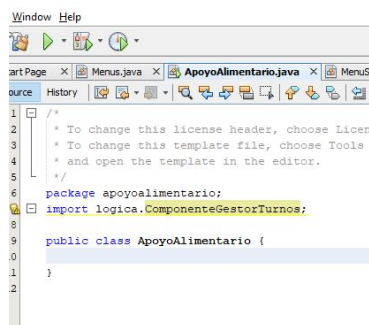 Window Help
art Page Menus.java ApoyoAlimentario.java MenuS
ource History
1 /*
2 * To change this license header, choose Licen
3 * To change this template file, choose Tools
4 * and open the template in the editor.
5 */
6 package apoyoalimentario;
import logica.ComponenteGestorTurnos;
8
9 public class ApoyoAlimentario {
0
1 }
2